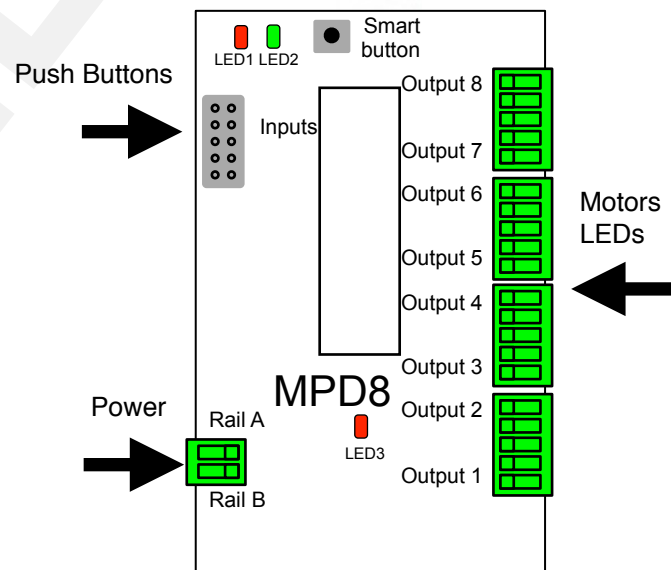 Smart
button
LED1 LED2
Push Buttons
Output 8
Inputs
Output 7
Output 6
Motors
LEDs
Output 5
Output 4
Output 3
MPD8
Power
Rail A
Output 2
LED3
Output 1
Rail B